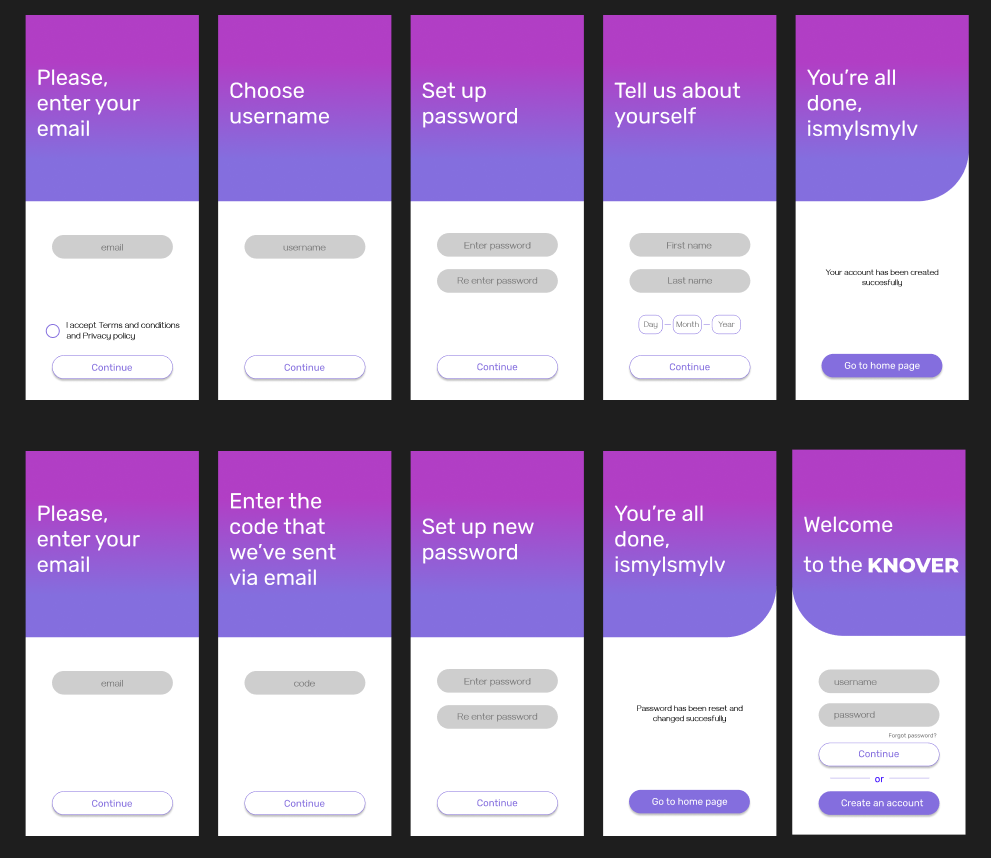 Please,
enter your
email
email
I accept Terms and conditions
and Privacy policy
Continue
Choose
username
username
Continue
Set up
password
Enter password
Re enter password
Continue
Tell us about
yourself
First name
Last name
Day – Month – Year
Continue
You're all
done,
ismylsmylv
Your account has been created
succesfully
Go to home page
Please,
enter your
email
email
Continue
Enter the
code that
we've sent
via email
code
Continue
Set up new
password
Enter password
Re enter password
Continue
You're all
done,
ismylsmylv
Password has been reset and
changed succesfully
Go to home page
Welcome
to the KNOVER
username
password
Forgot password?
Continue
or
Create an account